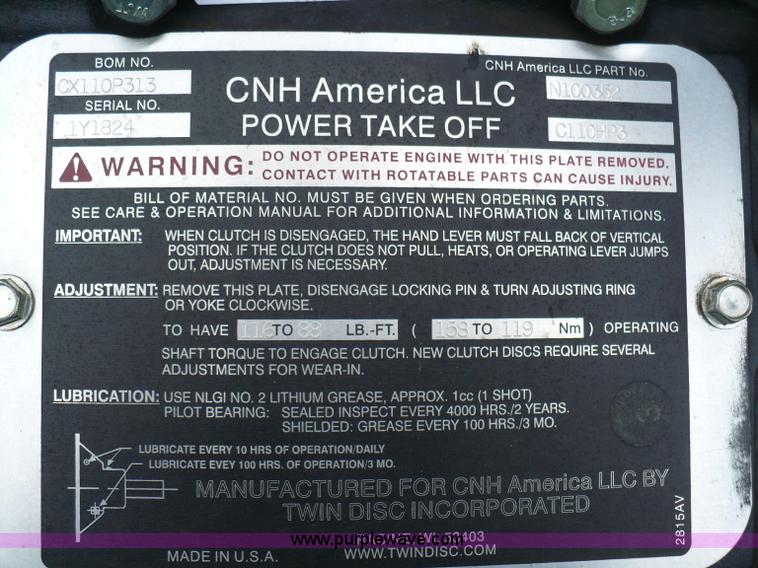 BOM NO.
CX110P313
SERIAL NO.
1Y1824
CNH America LLC
POWER TAKE OFF
CNH America LLC PART No.
N100352
C110HP3
WARNING: DO NOT OPERATE ENGINE WITH THIS PLATE REMOVED.
CONTACT WITH ROTATABLE PARTS CAN CAUSE INJURY.
BILL OF MATERIAL NO. MUST BE GIVEN WHEN ORDERING PARTS.
SEE CARE & OPERATION MANUAL FOR ADDITIONAL INFORMATION & LIMITATIONS.
IMPORTANT: WHEN CLUTCH IS DISENGAGED, THE HAND LEVER MUST FALL BACK OF VERTICAL
POSITION. IF THE CLUTCH DOES NOT PULL, HEATS, OR OPERATING LEVER JUMPS
OUT, ADJUSTMENT IS NECESSARY.
ADJUSTMENT: REMOVE THIS PLATE, DISENGAGE LOCKING PIN & TURN ADJUSTING RING
OR YOKE CLOCKWISE.
TO HAVE TO 88 LB.-FT. ( TO 119 Nm ) OPERATING
SHAFT TORQUE TO ENGAGE CLUTCH. NEW CLUTCH DISCS REQUIRE SEVERAL
ADJUSTMENTS FOR WEAR-IN.
LUBRICATION: USE NLGI NO. 2 LITHIUM GREASE, APPROX. 1cc (1 SHOT)
PILOT BEARING: SEALED INSPECT EVERY 4000 HRS./2 YEARS.
SHIELDED: GREASE EVERY 100 HRS./3 MO.
LUBRICATE EVERY 10 HRS OF OPERATION/DAILY
LUBRICATE EVEY 100 HRS. OF OPERATION/3 MO.
MANUFACTURED FOR CNH America LLC BY
TWIN DISC INCORPORATED
www.purplewave.com
WWW.TWINDISC.COM
MADE IN U.S.A.
2815AV